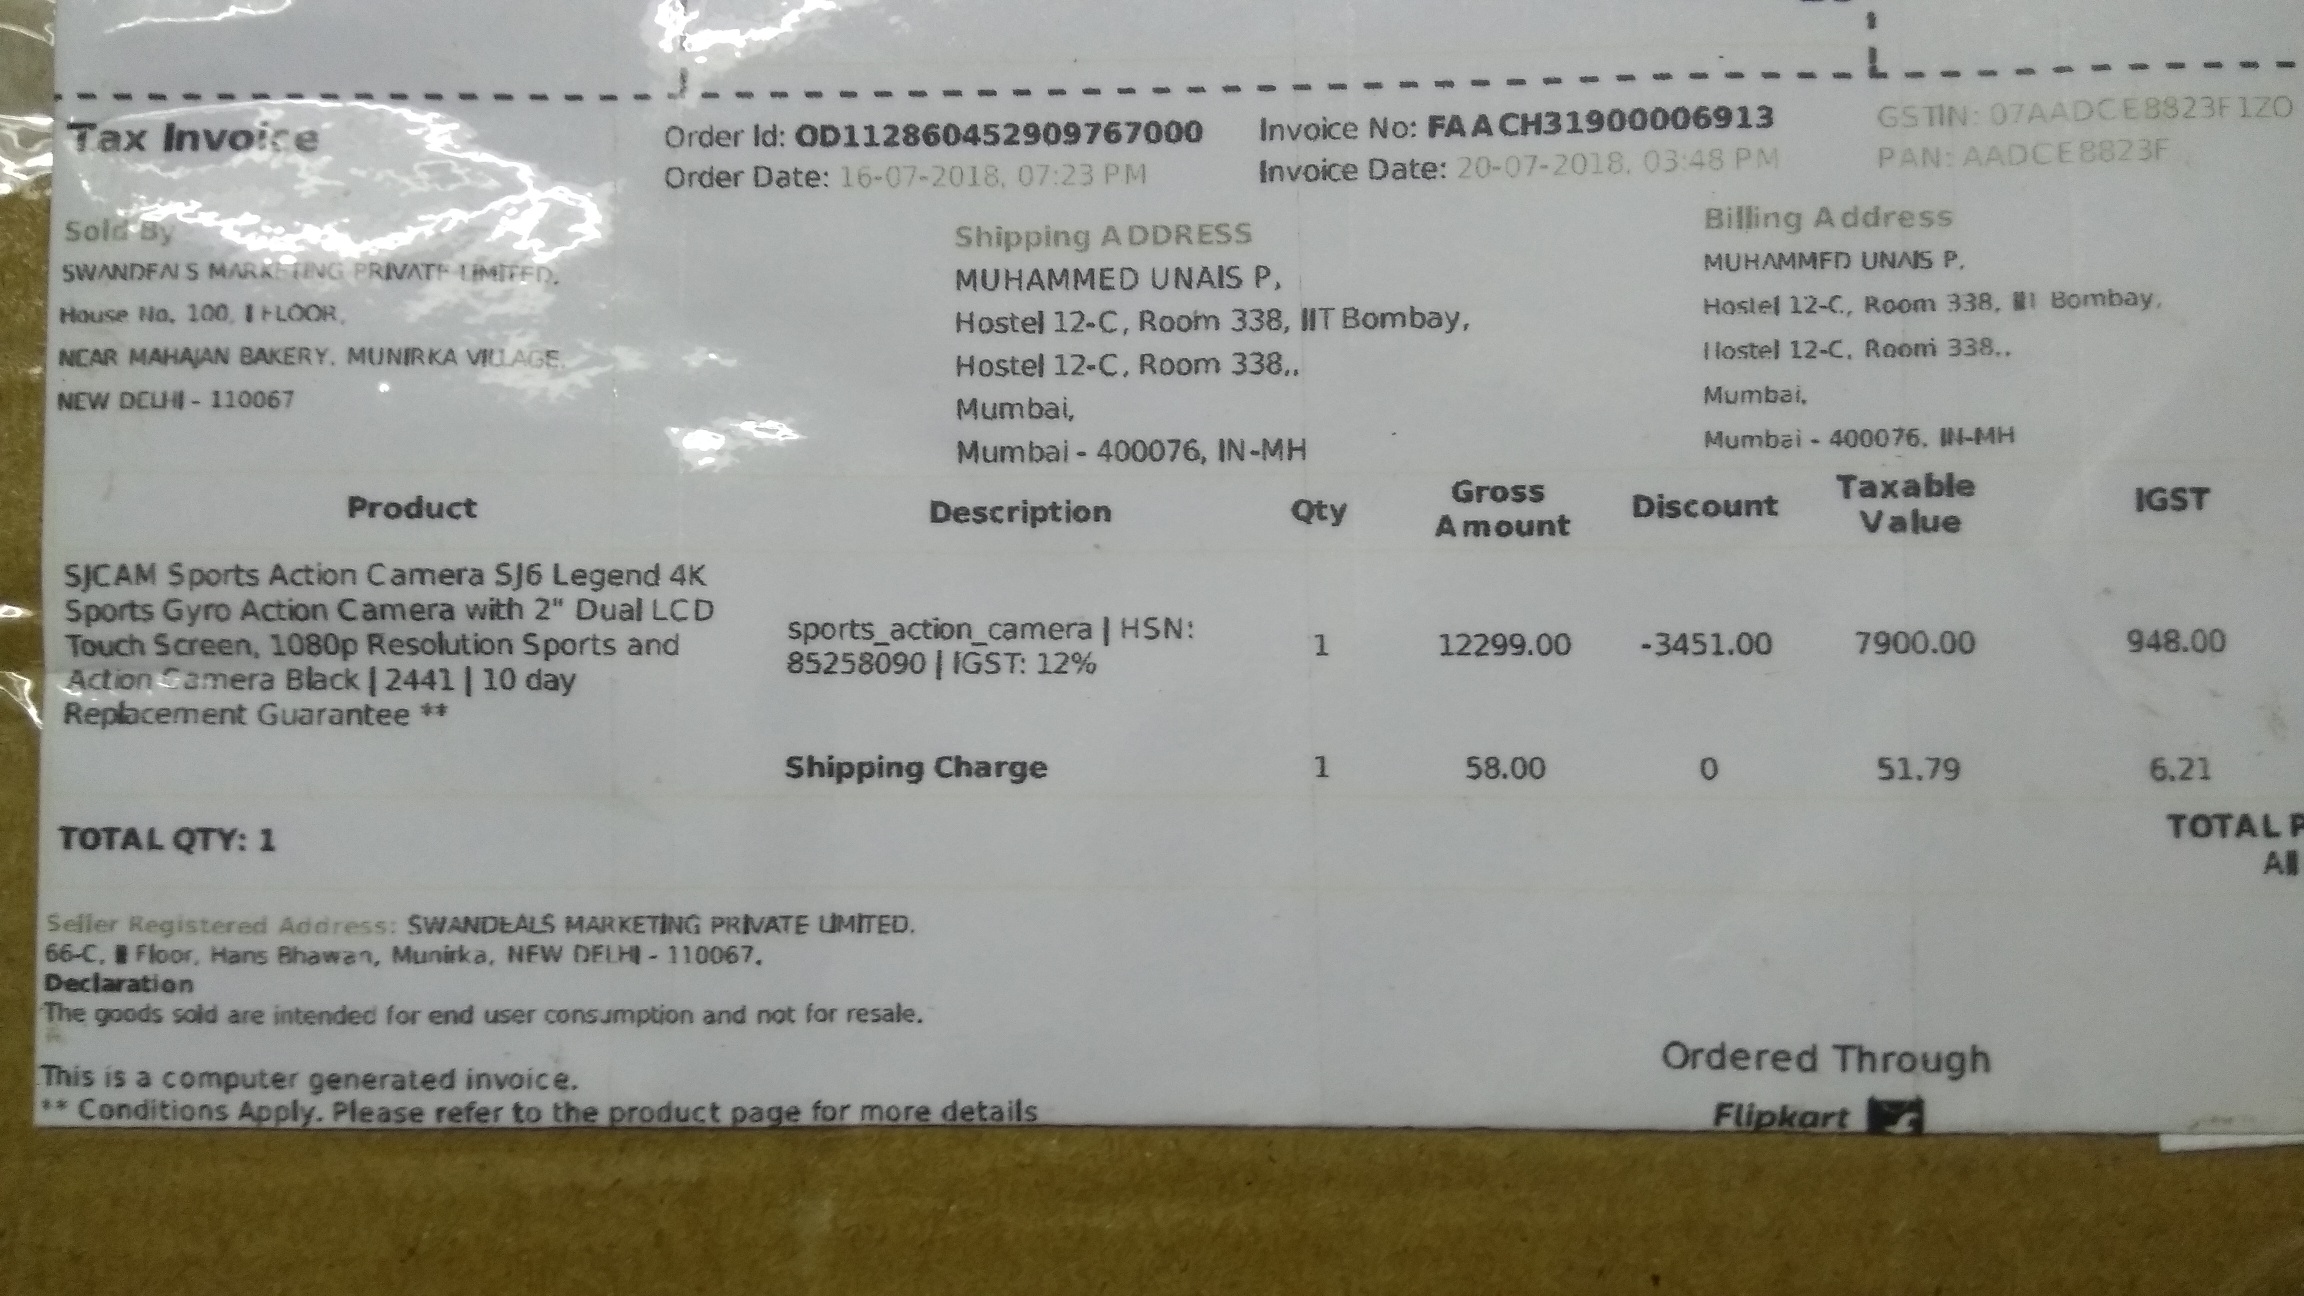 Tax Invoice
Order Id: OD112860452909767000
Invoice No: FAACH31900006913
GSTIN: 07AADCE8823F1ZO
Order Date: 16-07-2018, 07:23 PM
Invoice Date: 20-07-2018, 03:48 PM
PAN: AADCE8823F
Sold By
SWANDEALS MARKETING PRIVATE LIMITED,
House No, 100, I FLOOR,
NEAR MAHAJAN BAKERY, MUNIRKA VILLAGE,
NEW DELHI - 110067
Shipping ADDRESS
MUHAMMED UNAIS P,
Hostel 12-C, Room 338, IIT Bombay,
Hostel 12-C, Room 338,,
Mumbai,
Mumbai - 400076, IN-MH
Billing Address
MUHAMMED UNAIS P,
Hostel 12-C, Room 338, IIT Bombay,
Hostel 12-C, Room 338,,
Mumbai,
Mumbai - 400076, IN-MH
Product
Description
Qty
Gross
Amount
Discount
Taxable
Value
IGST
SJCAM Sports Action Camera SJ6 Legend 4K
Sports Gyro Action Camera with 2" Dual LCD
Touch Screen, 1080p Resolution Sports and
Action Camera Black | 2441 | 10 day
Replacement Guarantee **
sports_action_camera | HSN:
85258090 | IGST: 12%
1
12299.00
-3451.00
7900.00
948.00
Shipping Charge
1
58.00
0
51.79
6.21
TOTAL QTY: 1
TOTAL P
All
Seller Registered Address: SWANDEALS MARKETING PRIVATE LIMITED,
66-C, Floor, Hans Bhawan, Munirka, NEW DELHI - 110067,
Declaration
The goods sold are intended for end user consumption and not for resale.
This is a computer generated invoice.
** Conditions Apply. Please refer to the product page for more details
Ordered Through
Flipkart